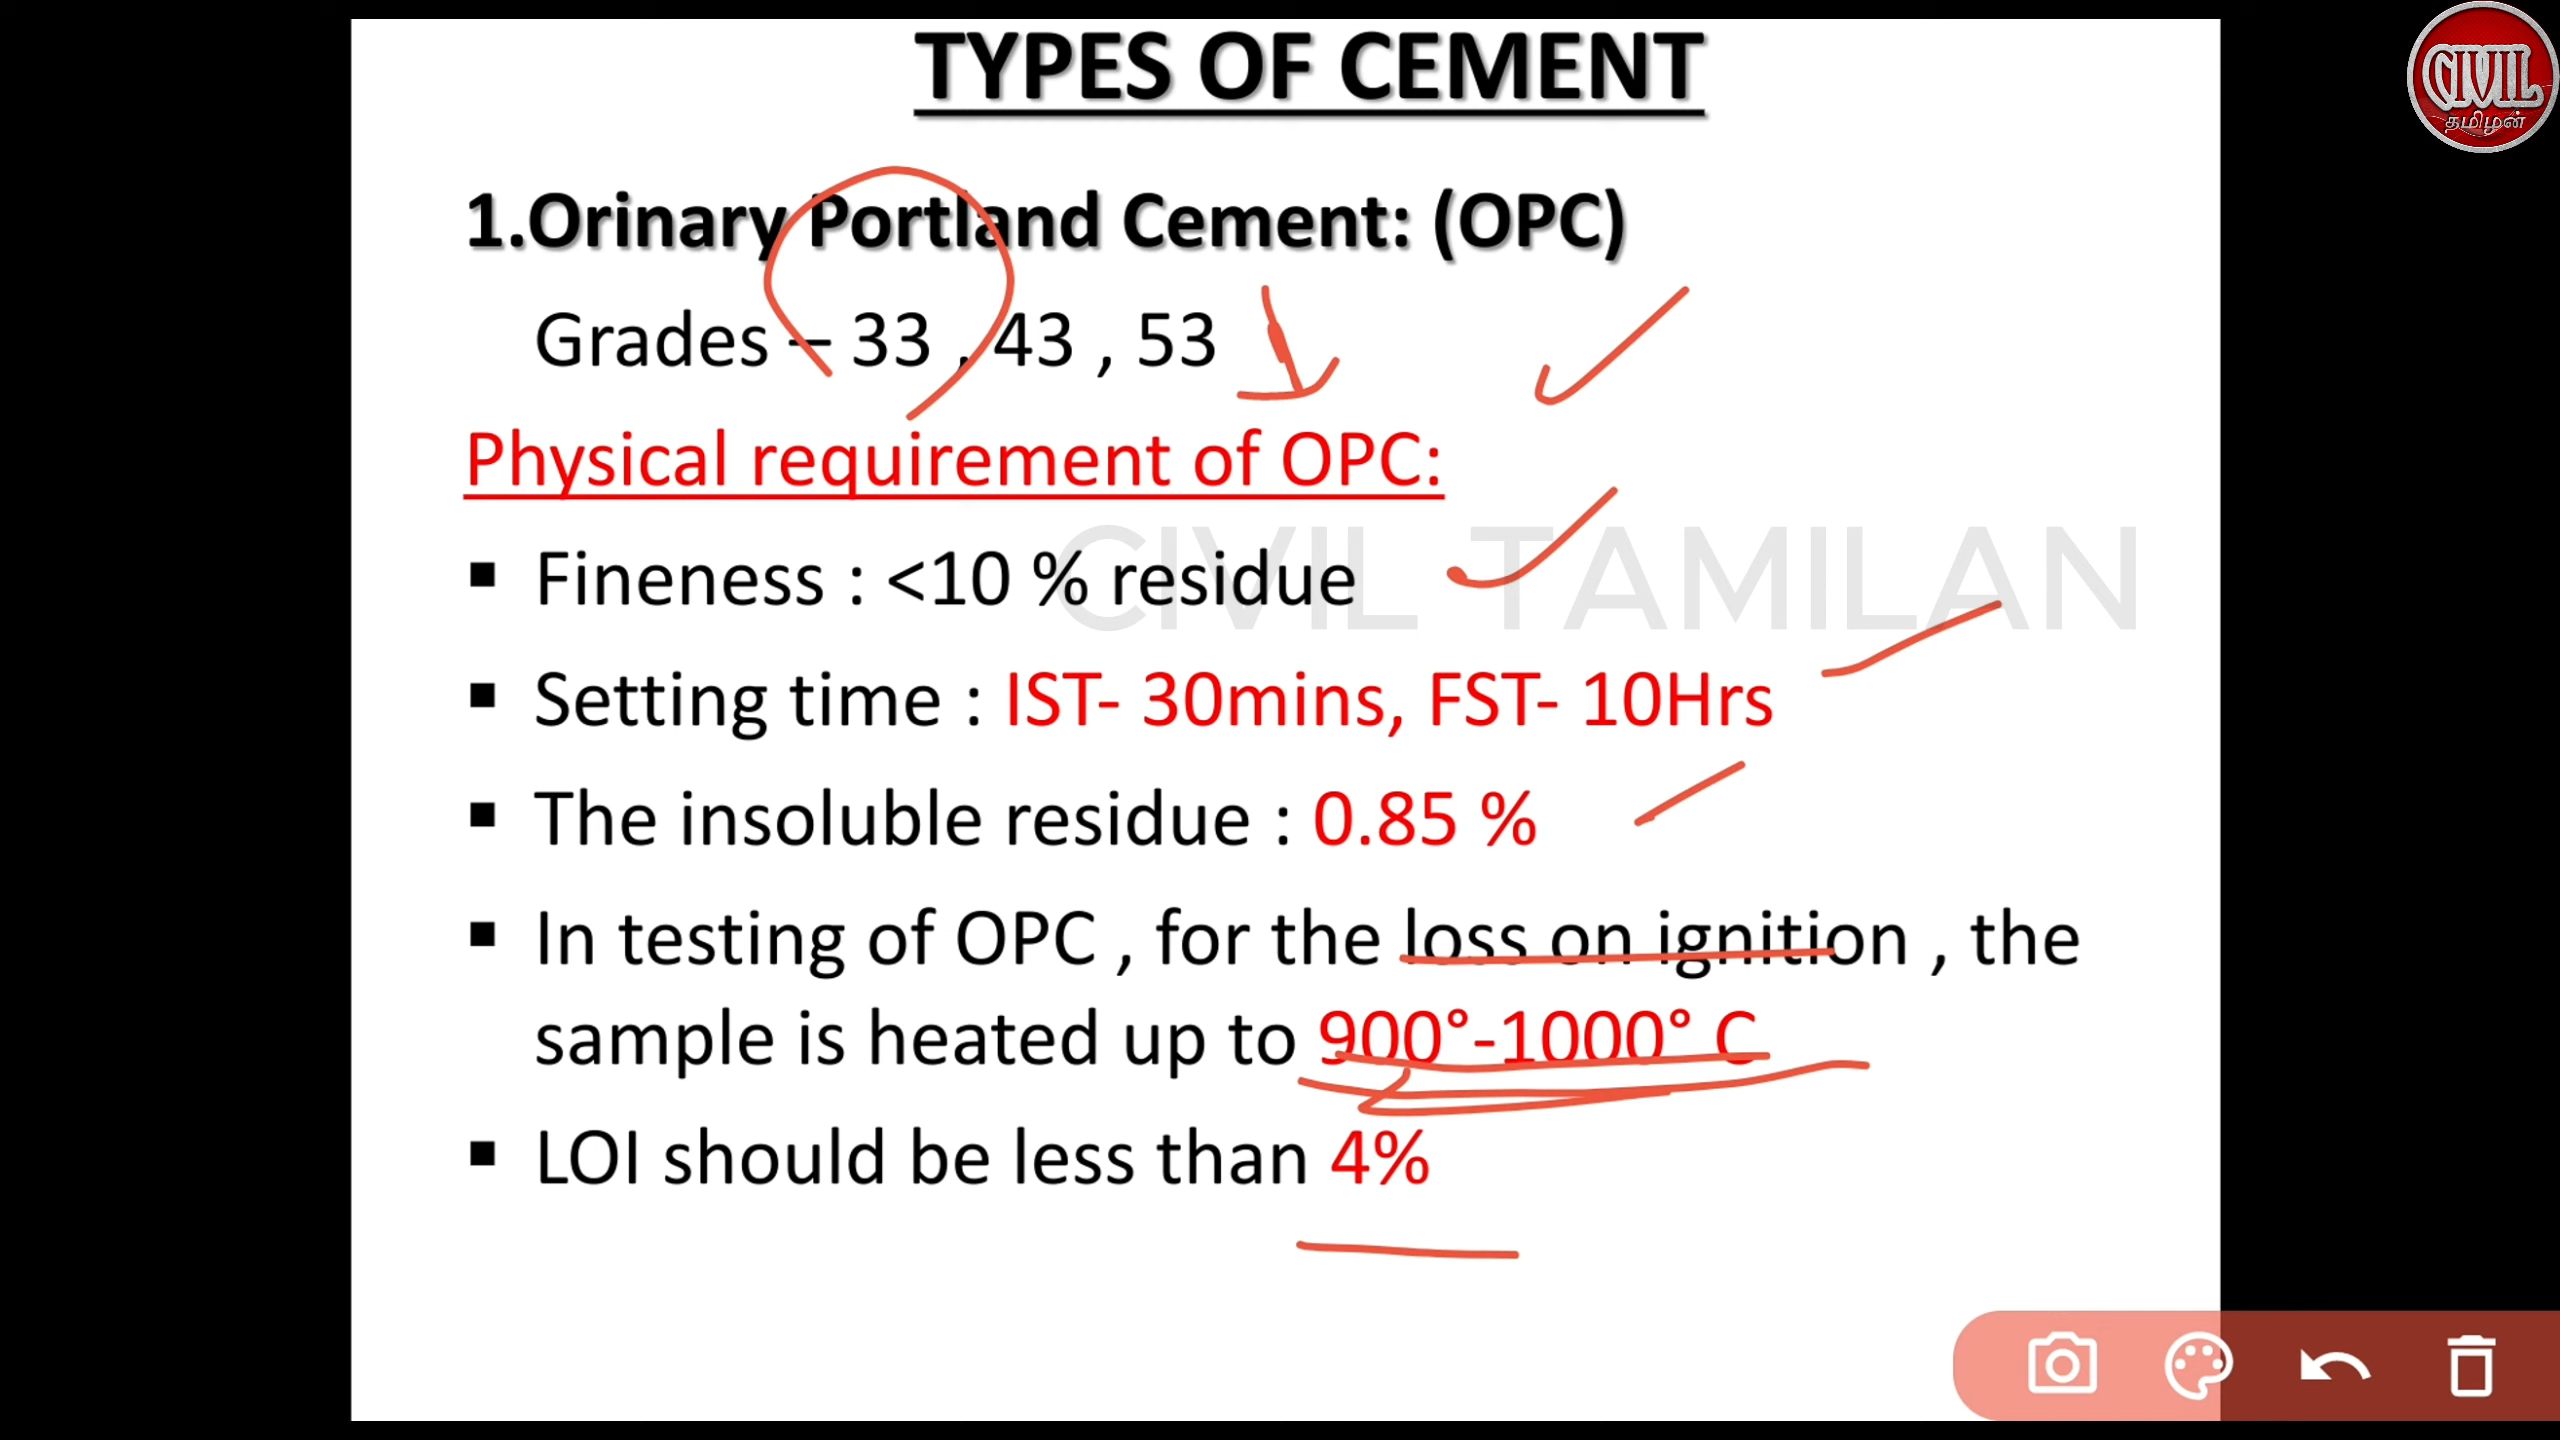 TYPES OF CEMENT
CIVIL
தமிழன்
1.Orinary Portland Cement: (OPC)
Grades – 33 , 43 , 53
Physical requirement of OPC:
CIVIL TAMILAN
▪ Fineness : <10 % residue
▪ Setting time : IST- 30mins, FST- 10Hrs
▪ The insoluble residue : 0.85 %
▪ In testing of OPC , for the loss on ignition , the
sample is heated up to 900°-1000° C
▪ LOI should be less than 4%